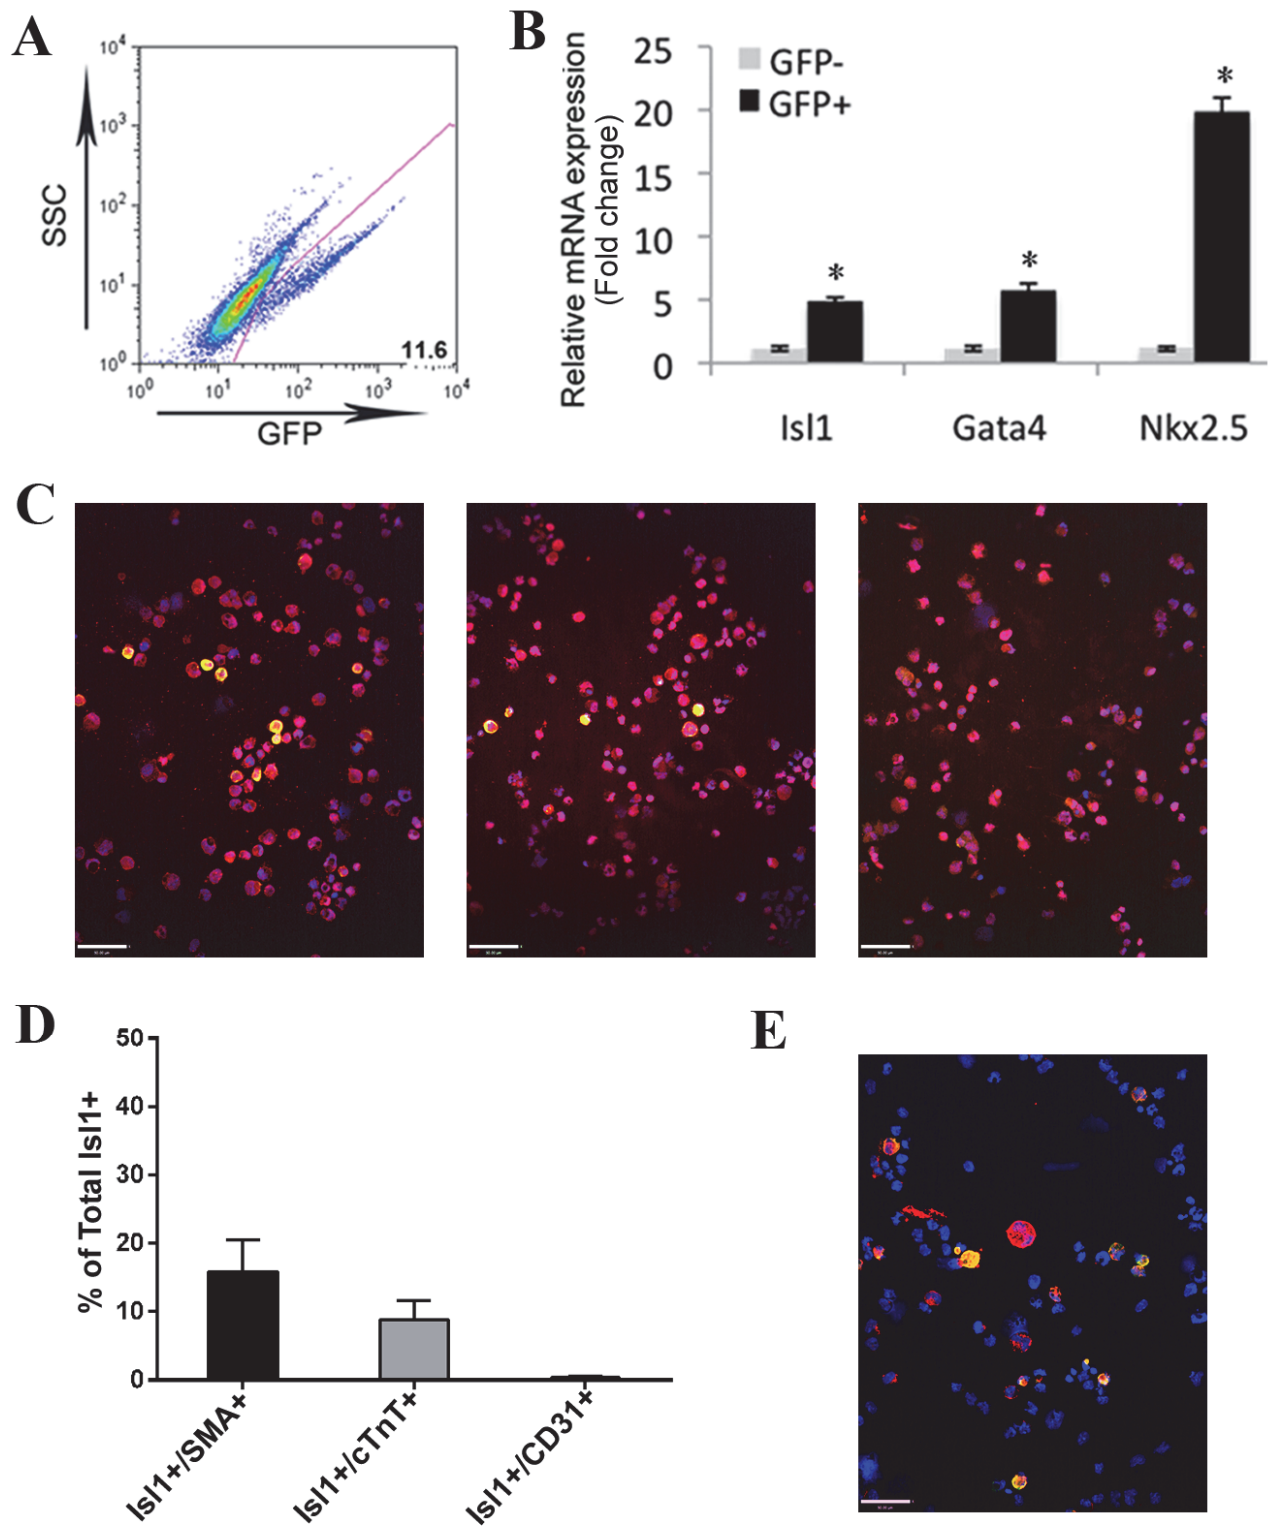 A
10⁴
10³
10²
10¹
10⁰
SSC
11.6
10⁰ 10¹ 10² 10³ 10⁴
GFP
B
Relative mRNA expression
(Fold change)
25
20
15
10
5
0
GFP-
GFP+
*
*
*
Isl1 Gata4 Nkx2.5
C
D
% of Total Isl1+
50
40
30
20
10
0
Isl1+/SMA+
Isl1+/cTnT+
Isl1+/CD31+
E